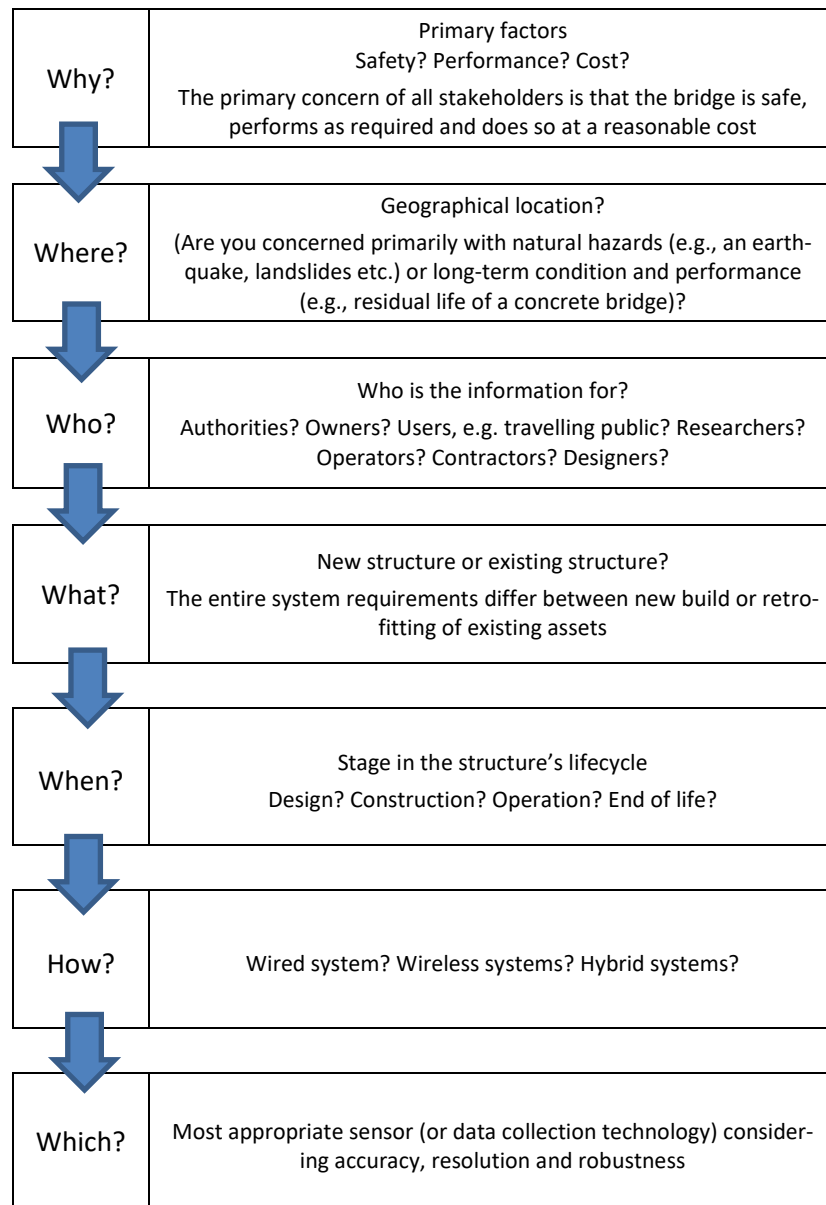 Why?
Primary factors
Safety? Performance? Cost?
The primary concern of all stakeholders is that the bridge is safe,
performs as required and does so at a reasonable cost
Where?
Geographical location?
(Are you concerned primarily with natural hazards (e.g., an earth-
quake, landslides etc.) or long-term condition and performance
(e.g., residual life of a concrete bridge)?
Who?
Who is the information for?
Authorities? Owners? Users, e.g. travelling public? Researchers?
Operators? Contractors? Designers?
What?
New structure or existing structure?
The entire system requirements differ between new build or retro-
fitting of existing assets
When?
Stage in the structure’s lifecycle
Design? Construction? Operation? End of life?
How?
Wired system? Wireless systems? Hybrid systems?
Which?
Most appropriate sensor (or data collection technology) consider-
ing accuracy, resolution and robustness